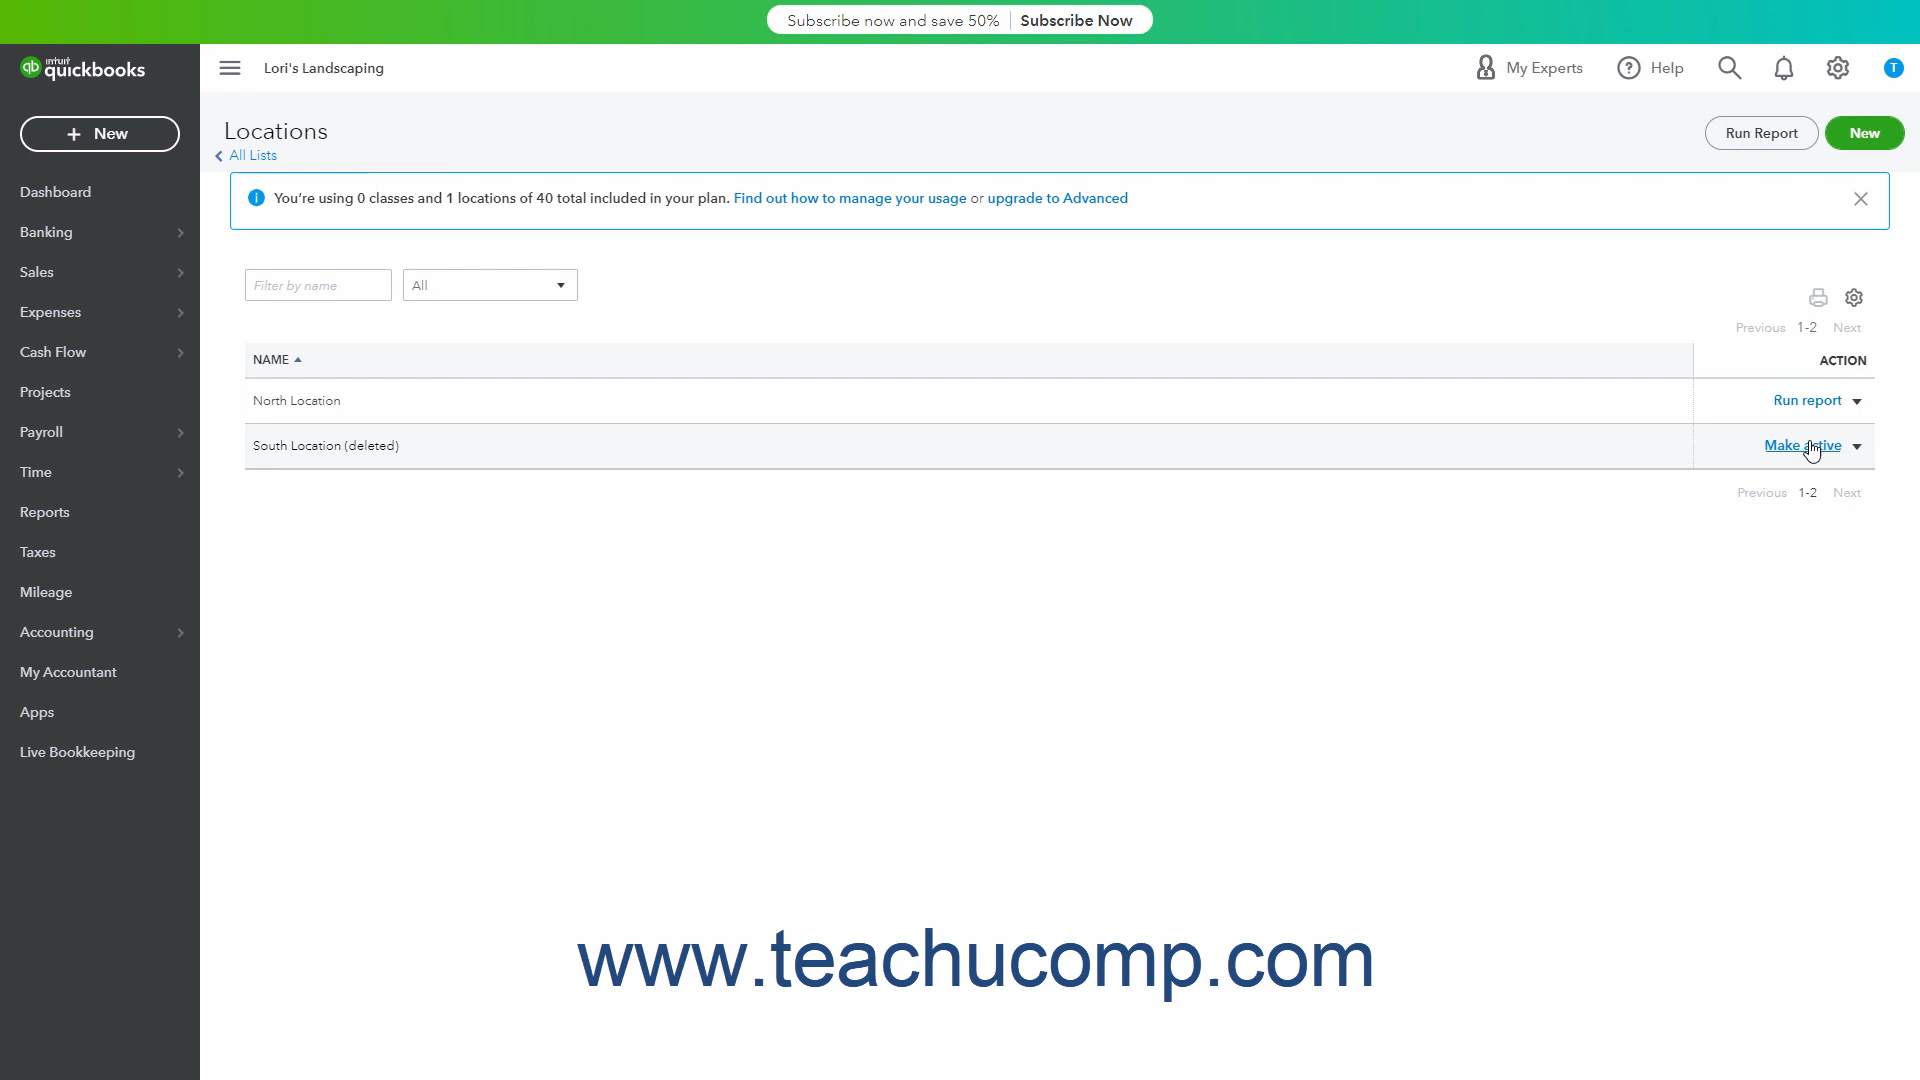 Subscribe now and save 50% Subscribe Now
intuit
quickbooks
Lori's Landscaping
My Experts
Help
T
+ New
Locations
All Lists
Run Report
New
You're using 0 classes and 1 locations of 40 total included in your plan. Find out how to manage your usage or upgrade to Advanced
Dashboard
Banking
Sales
Expenses
Cash Flow
Projects
Payroll
Time
Reports
Taxes
Mileage
Accounting
My Accountant
Apps
Live Bookkeeping
Filter by name
All
Previous 1-2 Next
NAME ACTION
North Location Run report
South Location (deleted) Make active
Previous 1-2 Next
www.teachucomp.com